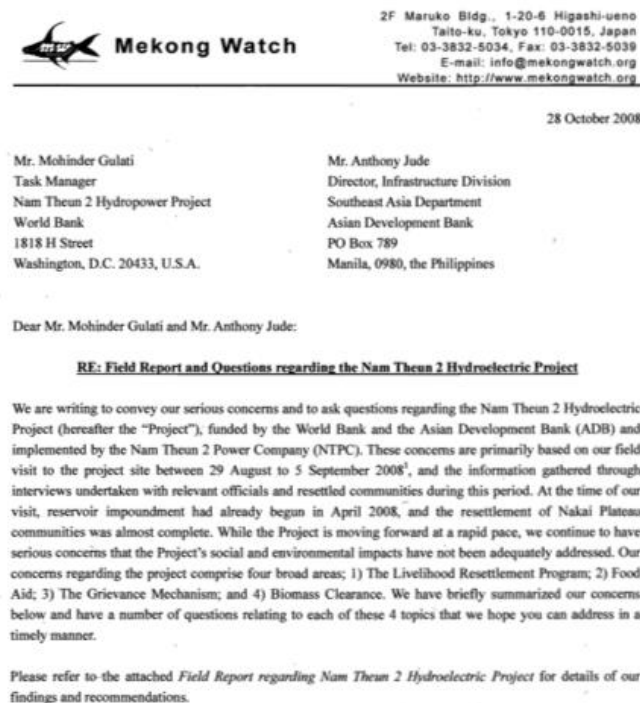 2F Maruko Bldg., 1-20-6 Higashi-ueno
Taito-ku, Tokyo 110-0015, Japan
Tel: 03-3832-5034, Fax: 03-3832-5039
E-mail: info@mekongwatch.org
Website: http://www.mekongwatch.org
Mekong Watch
28 October 2008
Mr. Mohinder Gulati
Task Manager
Nam Theun 2 Hydropower Project
World Bank
1818 H Street
Washington, D.C. 20433, U.S.A.
Mr. Anthony Jude
Director, Infrastructure Division
Southeast Asia Department
Asian Development Bank
PO Box 789
Manila, 0980, the Philippines
Dear Mr. Mohinder Gulati and Mr. Anthony Jude:
RE: Field Report and Questions regarding the Nam Theun 2 Hydroelectric Project
We are writing to convey our serious concerns and to ask questions regarding the Nam Theun 2 Hydroelectric
Project (hereafter the “Project”), funded by the World Bank and the Asian Development Bank (ADB) and
implemented by the Nam Theun 2 Power Company (NTPC). These concerns are primarily based on our field
visit to the project site between 29 August to 5 September 2008¹, and the information gathered through
interviews undertaken with relevant officials and resettled communities during this period. At the time of our
visit, reservoir impoundment had already begun in April 2008, and the resettlement of Nakai Plateau
communities was almost complete. While the Project is moving forward at a rapid pace, we continue to have
serious concerns that the Project's social and environmental impacts have not been adequately addressed. Our
concerns regarding the project comprise four broad areas; 1) The Livelihood Resettlement Program; 2) Food
Aid; 3) The Grievance Mechanism; and 4) Biomass Clearance. We have briefly summarized our concerns
below and have a number of questions relating to each of these 4 topics that we hope you can address in a
timely manner.
Please refer to the attached Field Report regarding Nam Theun 2 Hydroelectric Project for details of our
findings and recommendations.